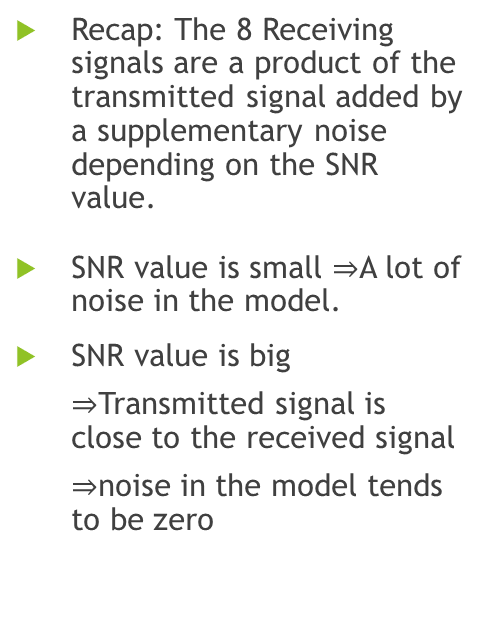 Recap: The 8 Receiving
signals are a product of the
transmitted signal added by
a supplementary noise
depending on the SNR
value.
SNR value is small ⇒A lot of
noise in the model.
SNR value is big
⇒Transmitted signal is
close to the received signal
⇒noise in the model tends
to be zero